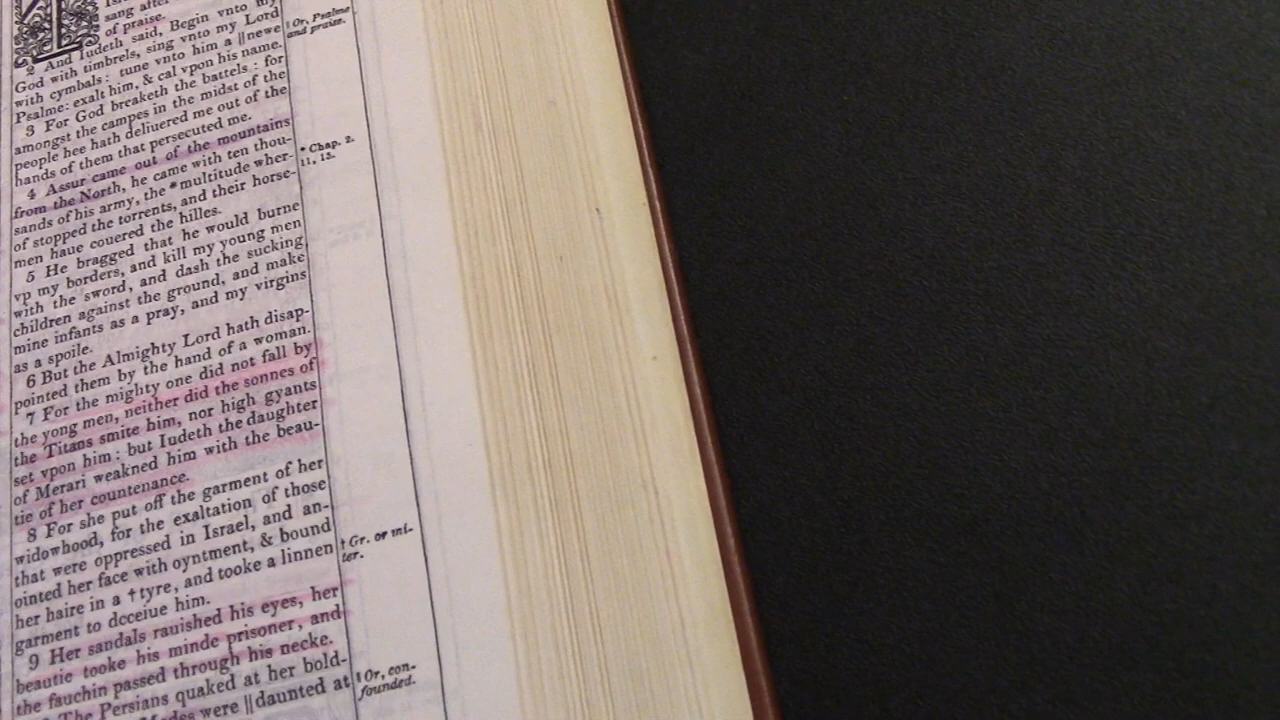 sang after
of praise.
2 And Iudeth said, Begin vnto my
God with timbrels, sing vnto my Lord
with cymbals: tune vnto him a ||newe
Psalme: exalt him, & cal vpon his name.
3 For God breaketh the battels: for
amongst the campes in the midst of the
people hee hath deliuered me out of the
hands of them that persecuted me.
4 Assur came out of the mountains
from the North, he came with ten thou-
sands of his army, the *multitude wher-
of stopped the torrents, and their horse-
men haue couered the hilles.
5 He bragged that he would burne
vp my borders, and kill my young men
with the sword, and dash the sucking
children against the ground, and make
mine infants as a pray, and my virgins
as a spoile.
6 But the Almighty Lord hath disap-
pointed them by the hand of a woman.
7 For the mighty one did not fall by
the yong men, neither did the sonnes of
the Titans smite him, nor high gyants
set vpon him: but Iudeth the daughter
of Merari weakned him with the beau-
tie of her countenance.
8 For she put off the garment of her
widowhood, for the exaltation of those
that were oppressed in Israel, and an-
ointed her face with oyntment, & bound
her haire in a †tyre, and tooke a linnen
garment to deceiue him.
9 Her sandals rauished his eyes, her
beautie tooke his minde prisoner, and
the fauchin passed through his necke.
The Persians quaked at her bold-
Medes were ||daunted at
|| Or, Psalme
and praise.
* Chap. 2.
11, 15.
† Gr. or mi-
ter.
|| Or, con-
founded.